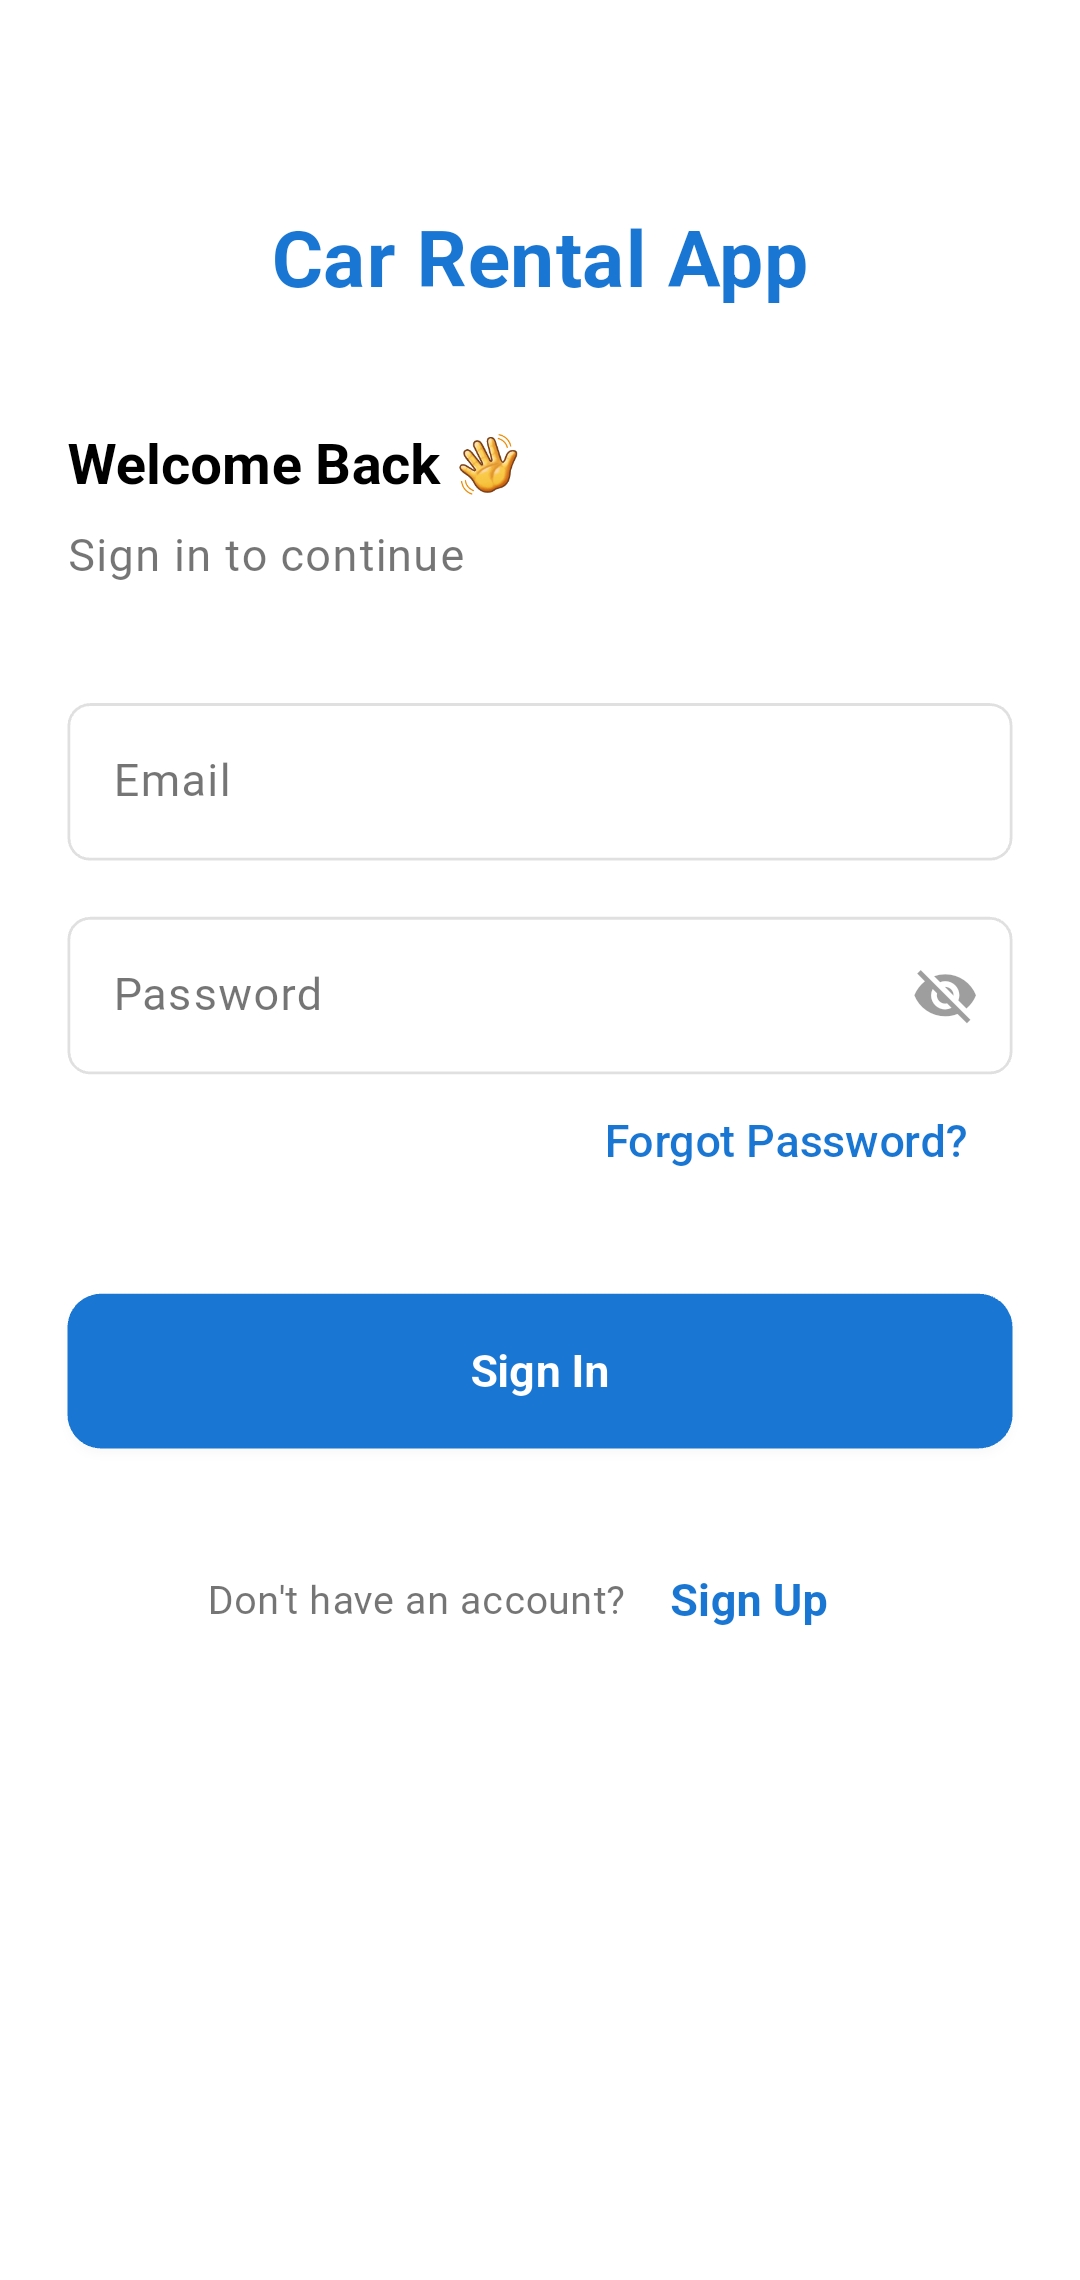 Car Rental App
Welcome Back 👋
Sign in to continue
Email
Password
Forgot Password?
Sign In
Don't have an account? Sign Up